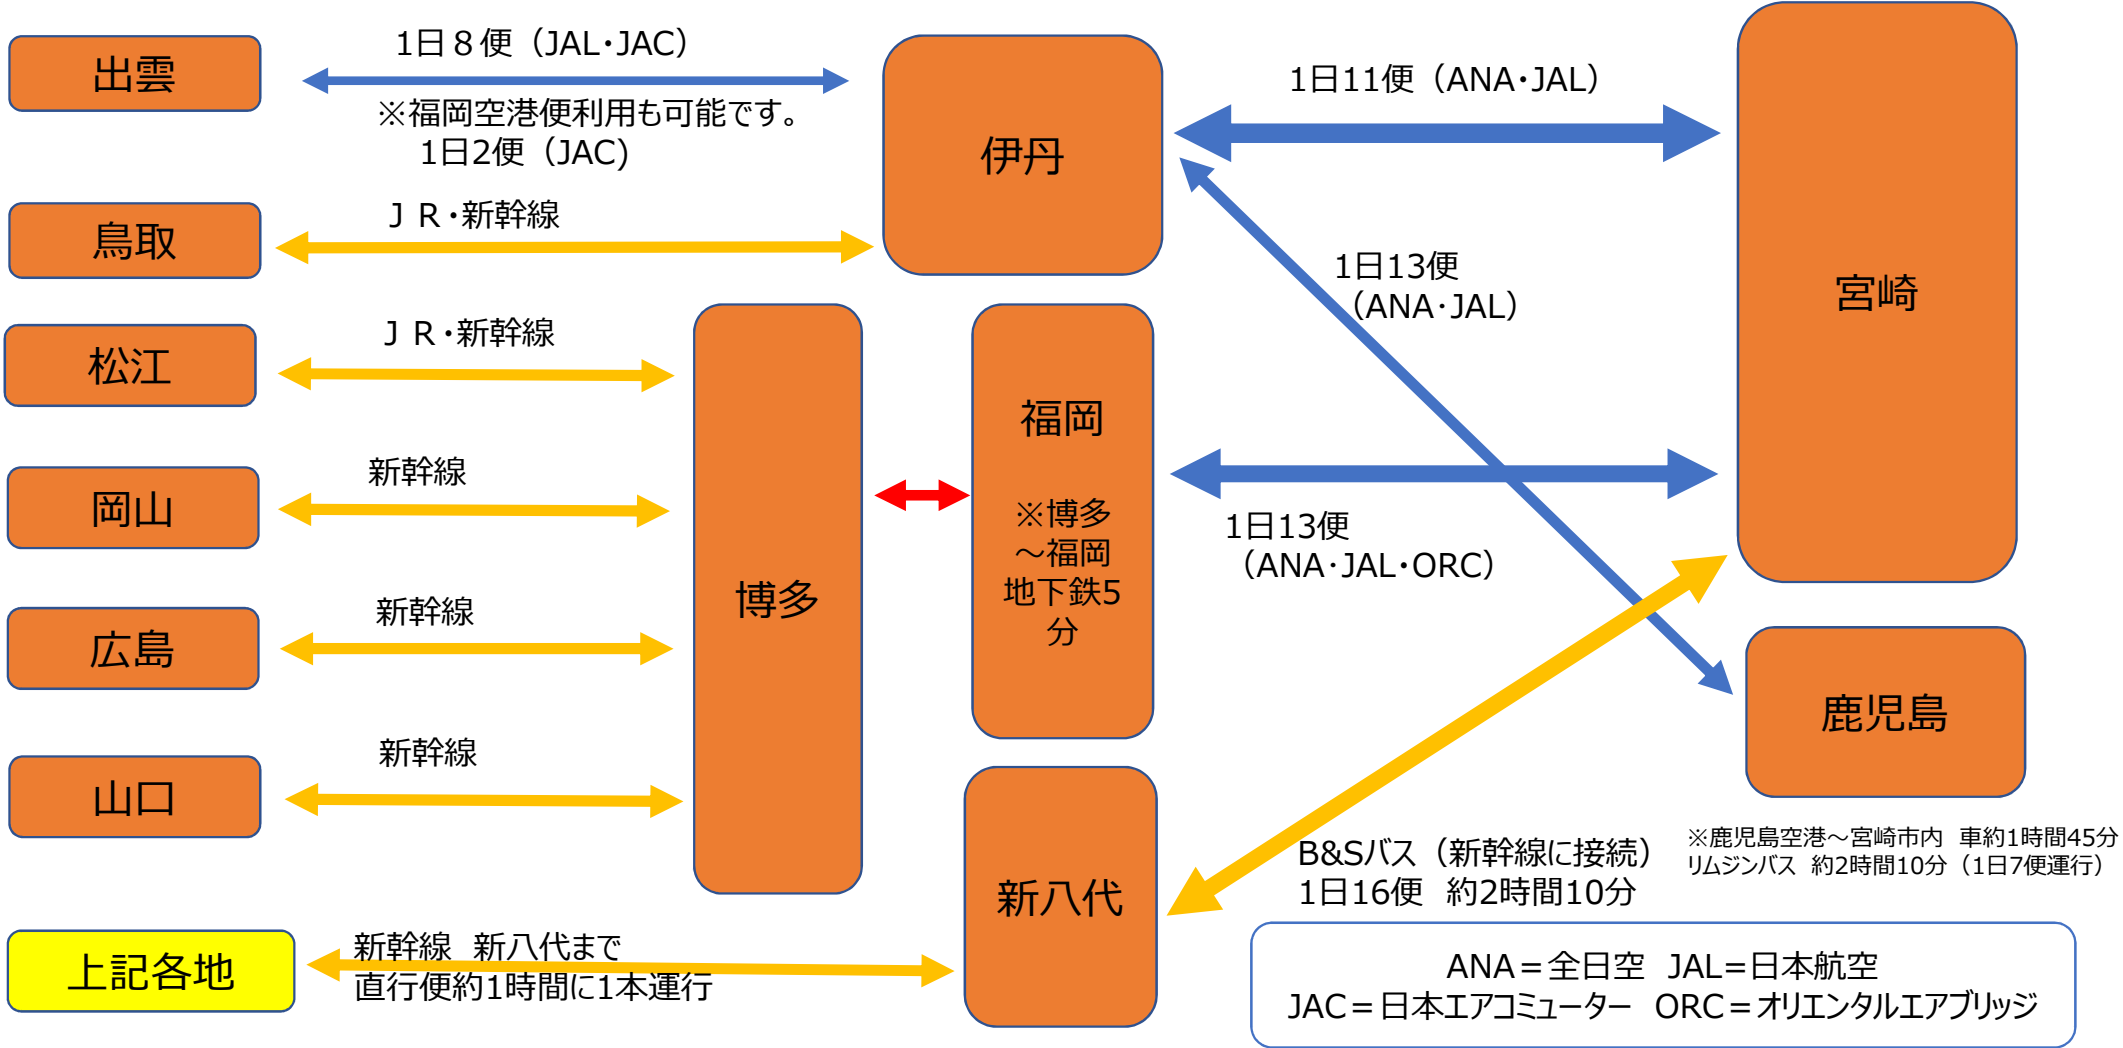 出雲
1日８便（JAL・JAC）
※福岡空港便利用も可能です。
1日2便（JAC)
伊丹
1日11便（ANA・JAL）
宮崎
鳥取
ＪＲ・新幹線
1日13便
（ANA・JAL）
松江
ＪＲ・新幹線
博多
福岡
※博多
～福岡
地下鉄5
分
岡山
新幹線
1日13便
（ANA・JAL・ORC）
広島
新幹線
鹿児島
山口
新幹線
新八代
B&Sバス（新幹線に接続）
1日16便　約2時間10分
※鹿児島空港～宮崎市内　車約1時間45分
リムジンバス　約2時間10分（1日7便運行）
上記各地
新幹線　新八代まで
直行便約1時間に1本運行
ANA＝全日空　JAL=日本航空
JAC＝日本エアコミューター　ORC＝オリエンタルエアブリッジ